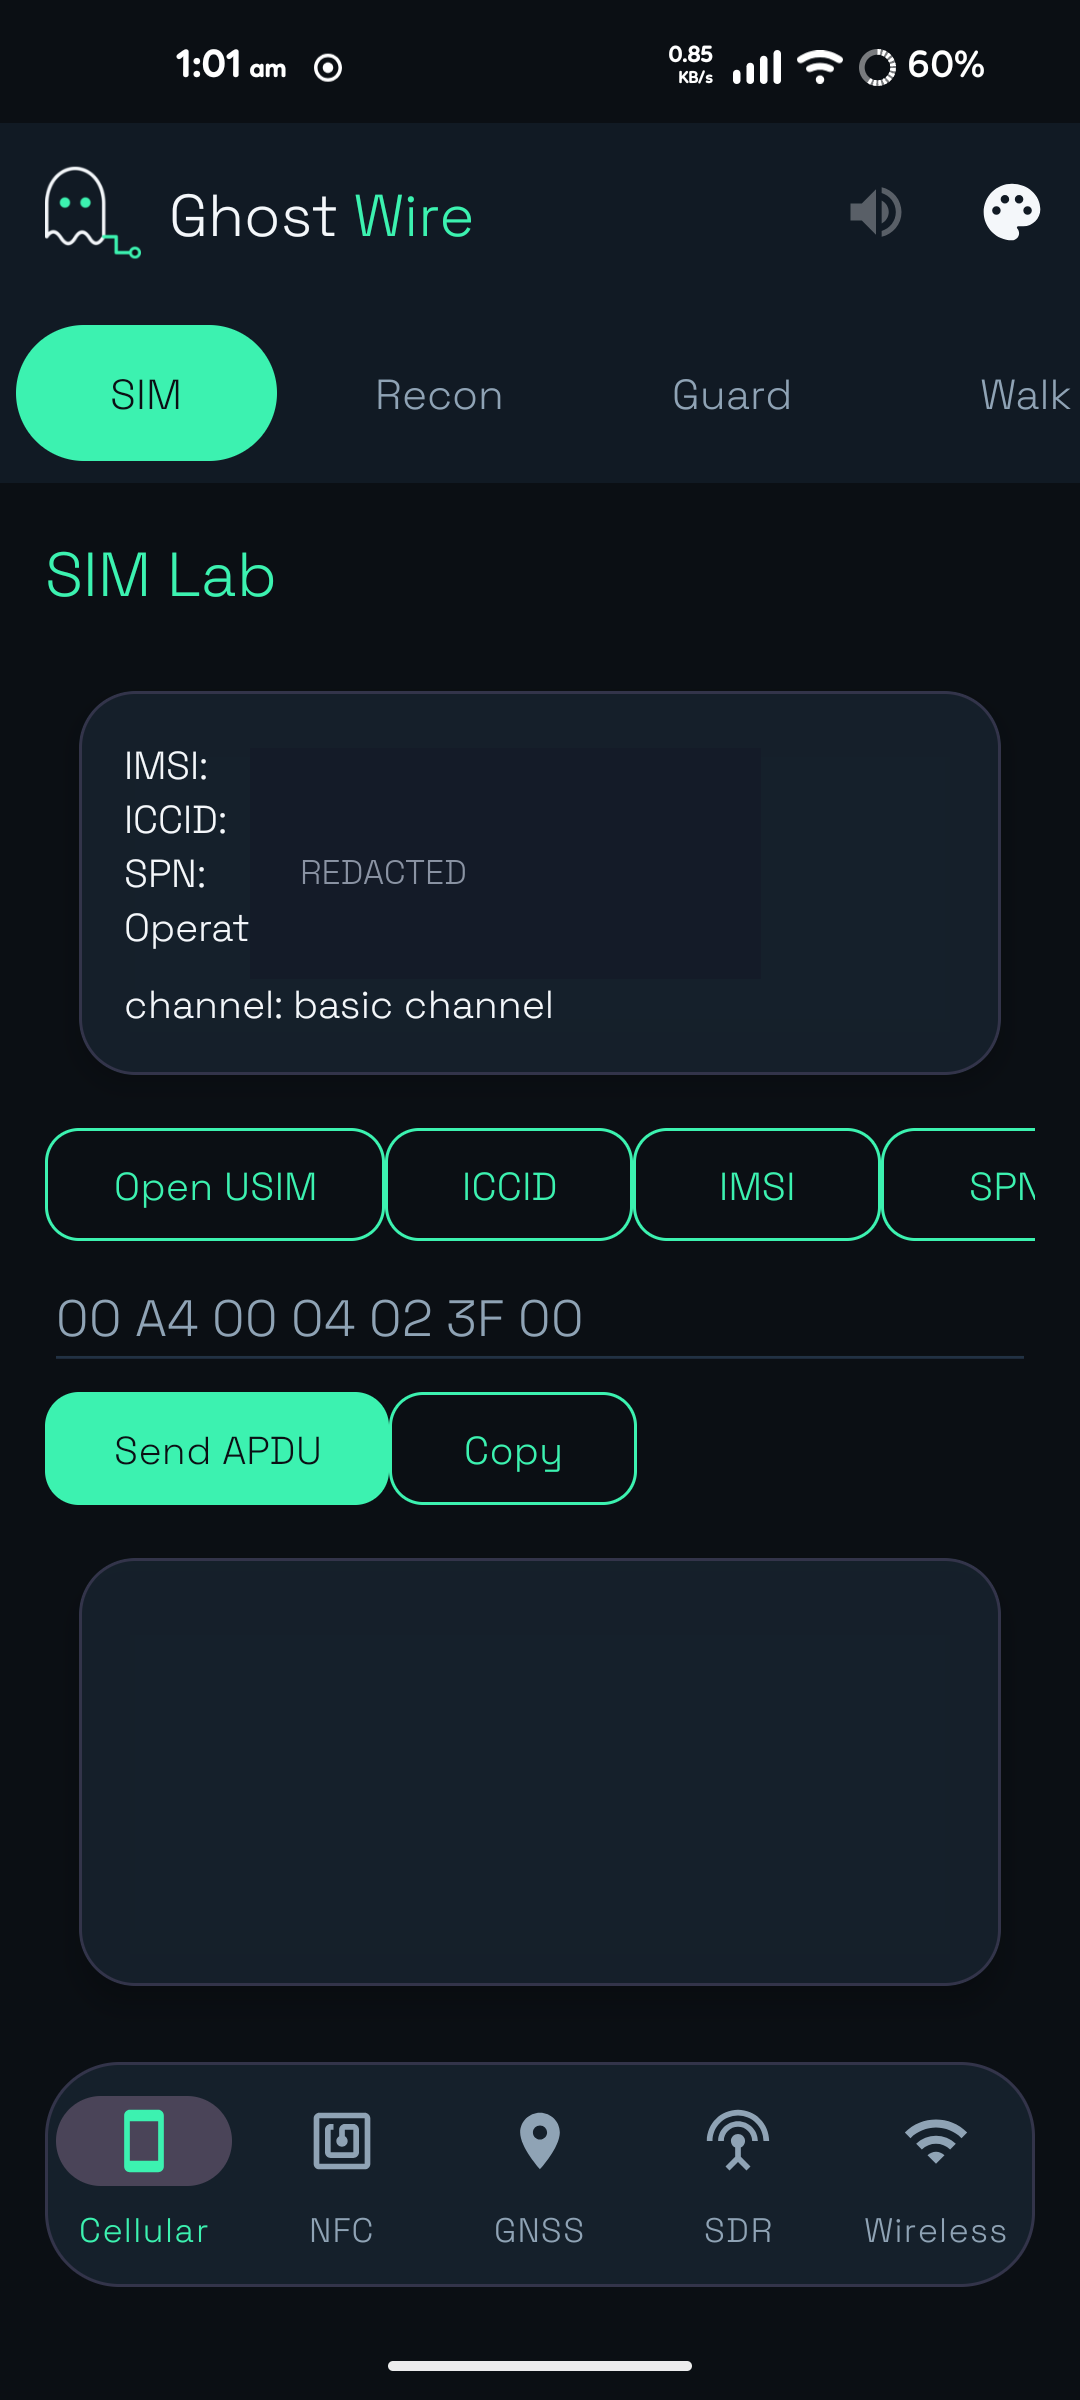 1:01 am
0.85 KB/s
60%
Ghost Wire
SIM Recon Guard Walk
SIM Lab
IMSI:
ICCID:
SPN:
REDACTED
Operat
channel: basic channel
Open USIM ICCID IMSI SPN
00 A4 00 04 02 3F 00
Send APDU Copy
Cellular NFC GNSS SDR Wireless